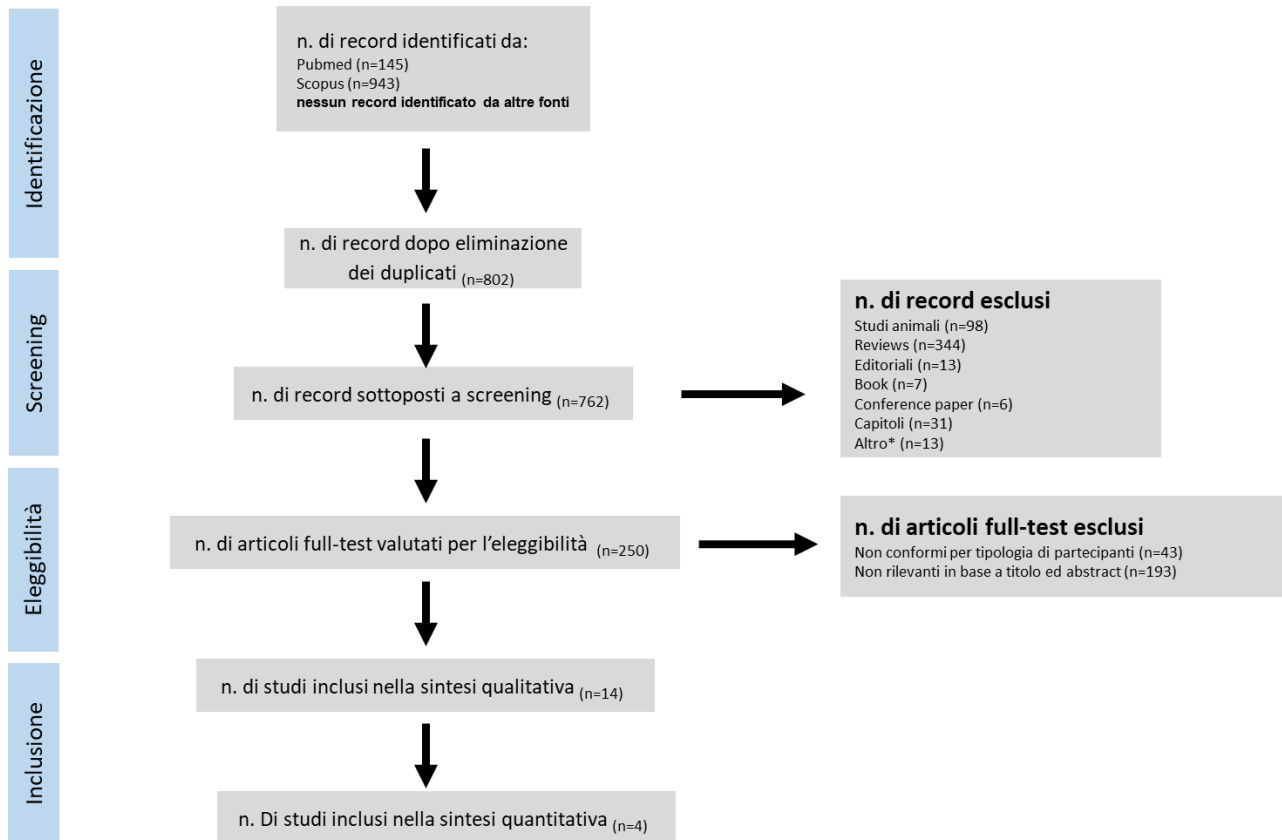 Identificazione
n. di record identificati da:
Pubmed (n=145)
Scopus (n=943)
nessun record identificato da altre fonti
n. di record dopo eliminazione
dei duplicati (n=802)
Screening
n. di record sottoposti a screening (n=762)
n. di record esclusi
Studi animali (n=98)
Reviews (n=344)
Editoriali (n=13)
Book (n=7)
Conference paper (n=6)
Capitoli (n=31)
Altro* (n=13)
Eleggibilità
n. di articoli full-test valutati per l'eleggibilità (n=250)
n. di articoli full-test esclusi
Non conformi per tipologia di partecipanti (n=43)
Non rilevanti in base a titolo ed abstract (n=193)
Inclusione
n. di studi inclusi nella sintesi qualitativa (n=14)
n. Di studi inclusi nella sintesi quantitativa (n=4)